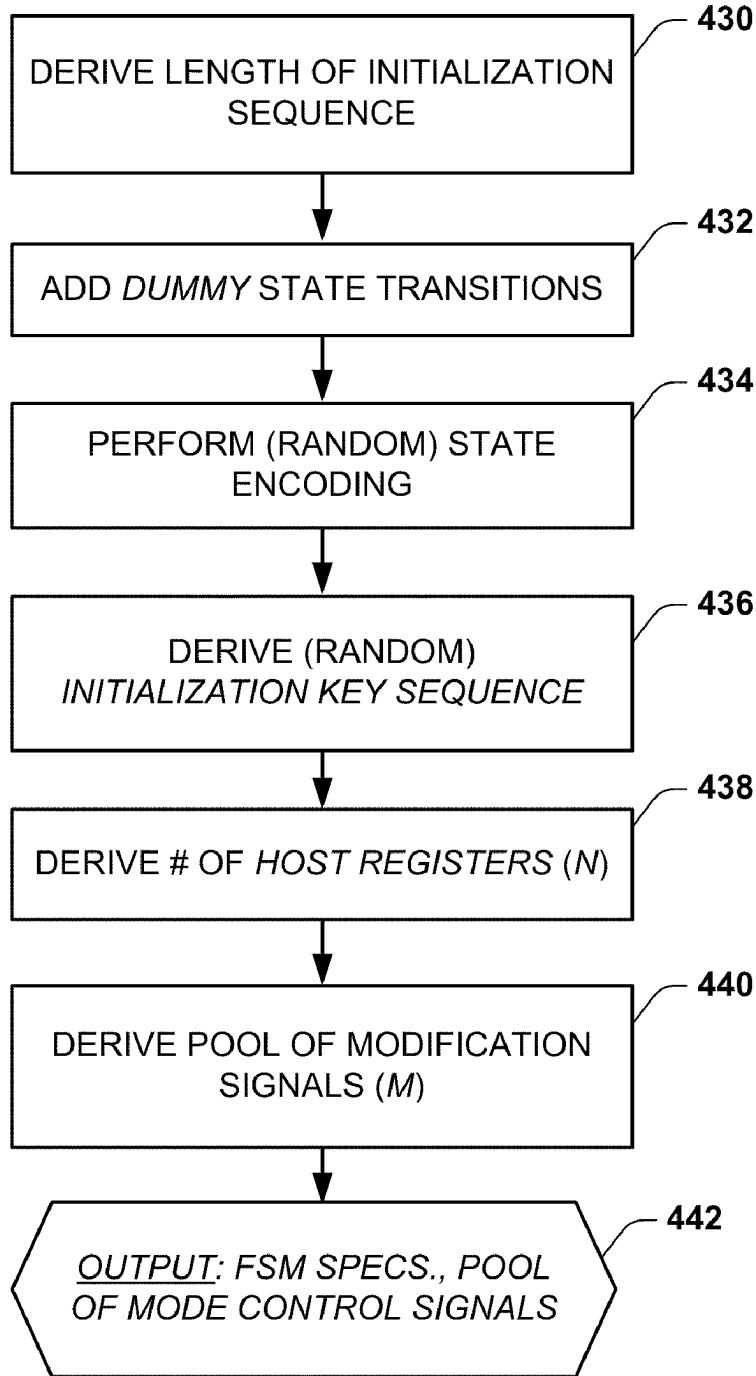 430
DERIVE LENGTH OF INITIALIZATION
SEQUENCE
432
ADD DUMMY STATE TRANSITIONS
434
PERFORM (RANDOM) STATE
ENCODING
436
DERIVE (RANDOM)
INITIALIZATION KEY SEQUENCE
438
DERIVE # OF HOST REGISTERS (N)
440
DERIVE POOL OF MODIFICATION
SIGNALS (M)
442
OUTPUT: FSM SPECS., POOL
OF MODE CONTROL SIGNALS